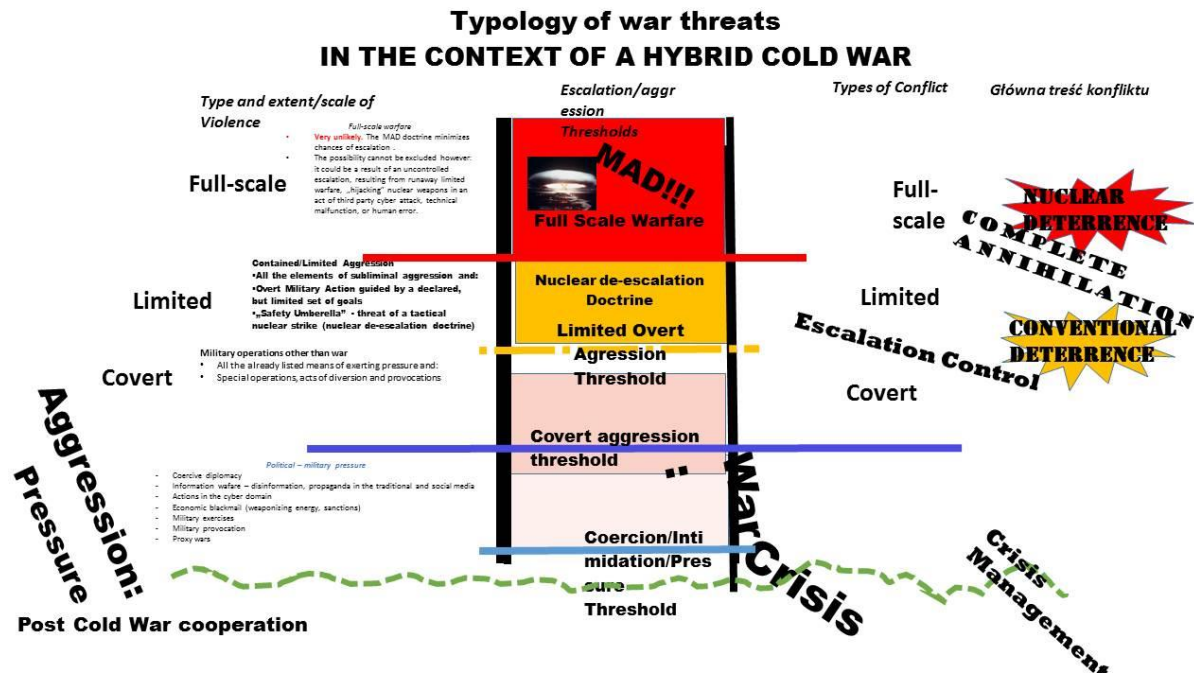 Typology of war threats
IN THE CONTEXT OF A HYBRID COLD WAR
Type and extent/scale of
Violence
Escalation/aggr
ession
Thresholds
Types of Conflict
Główna treść konfliktu
Full-scale warfare
• Very unlikely. The MAD doctrine minimizes
chances of escalation .
• The possibility cannot be excluded however:
it could be a result of an uncontrolled
escalation, resulting from runaway limited
warfare, „hijacking" nuclear weapons in an
act of third party cyber attack, technical
malfunction, or human error.
Full-scale
MAD!!!
Full Scale Warfare
Full-
scale
NUCLEAR
DETERRENCE
COMPLETE
ANNIHILATION
Contained/Limited Aggression
•All the elements of subliminal aggression and:
•Overt Military Action guided by a declared,
but limited set of goals
•„Safety Umberella" - threat of a tactical
nuclear strike (nuclear de-escalation doctrine)
Limited
Nuclear de-escalation
Doctrine
Limited Overt
Agression
Threshold
Limited
Escalation Control
CONVENTIONAL
DETERRENCE
Military operations other than war
• All the already listed means of exerting pressure and:
• Special operations, acts of diversion and provocations
Covert
Covert aggression
threshold
Covert
Aggression:
Pressure
Political – military pressure
- Coercive diplomacy
- Information wafare – disinformation, propaganda in the traditional and social media
- Actions in the cyber domain
- Economic blackmail (weaponizing energy, sanctions)
- Military exercises
- Military provocation
- Proxy wars
Coercion/Inti
midation/Pres
sure
Threshold
War
Crisis
Crisis
Management
Post Cold War cooperation